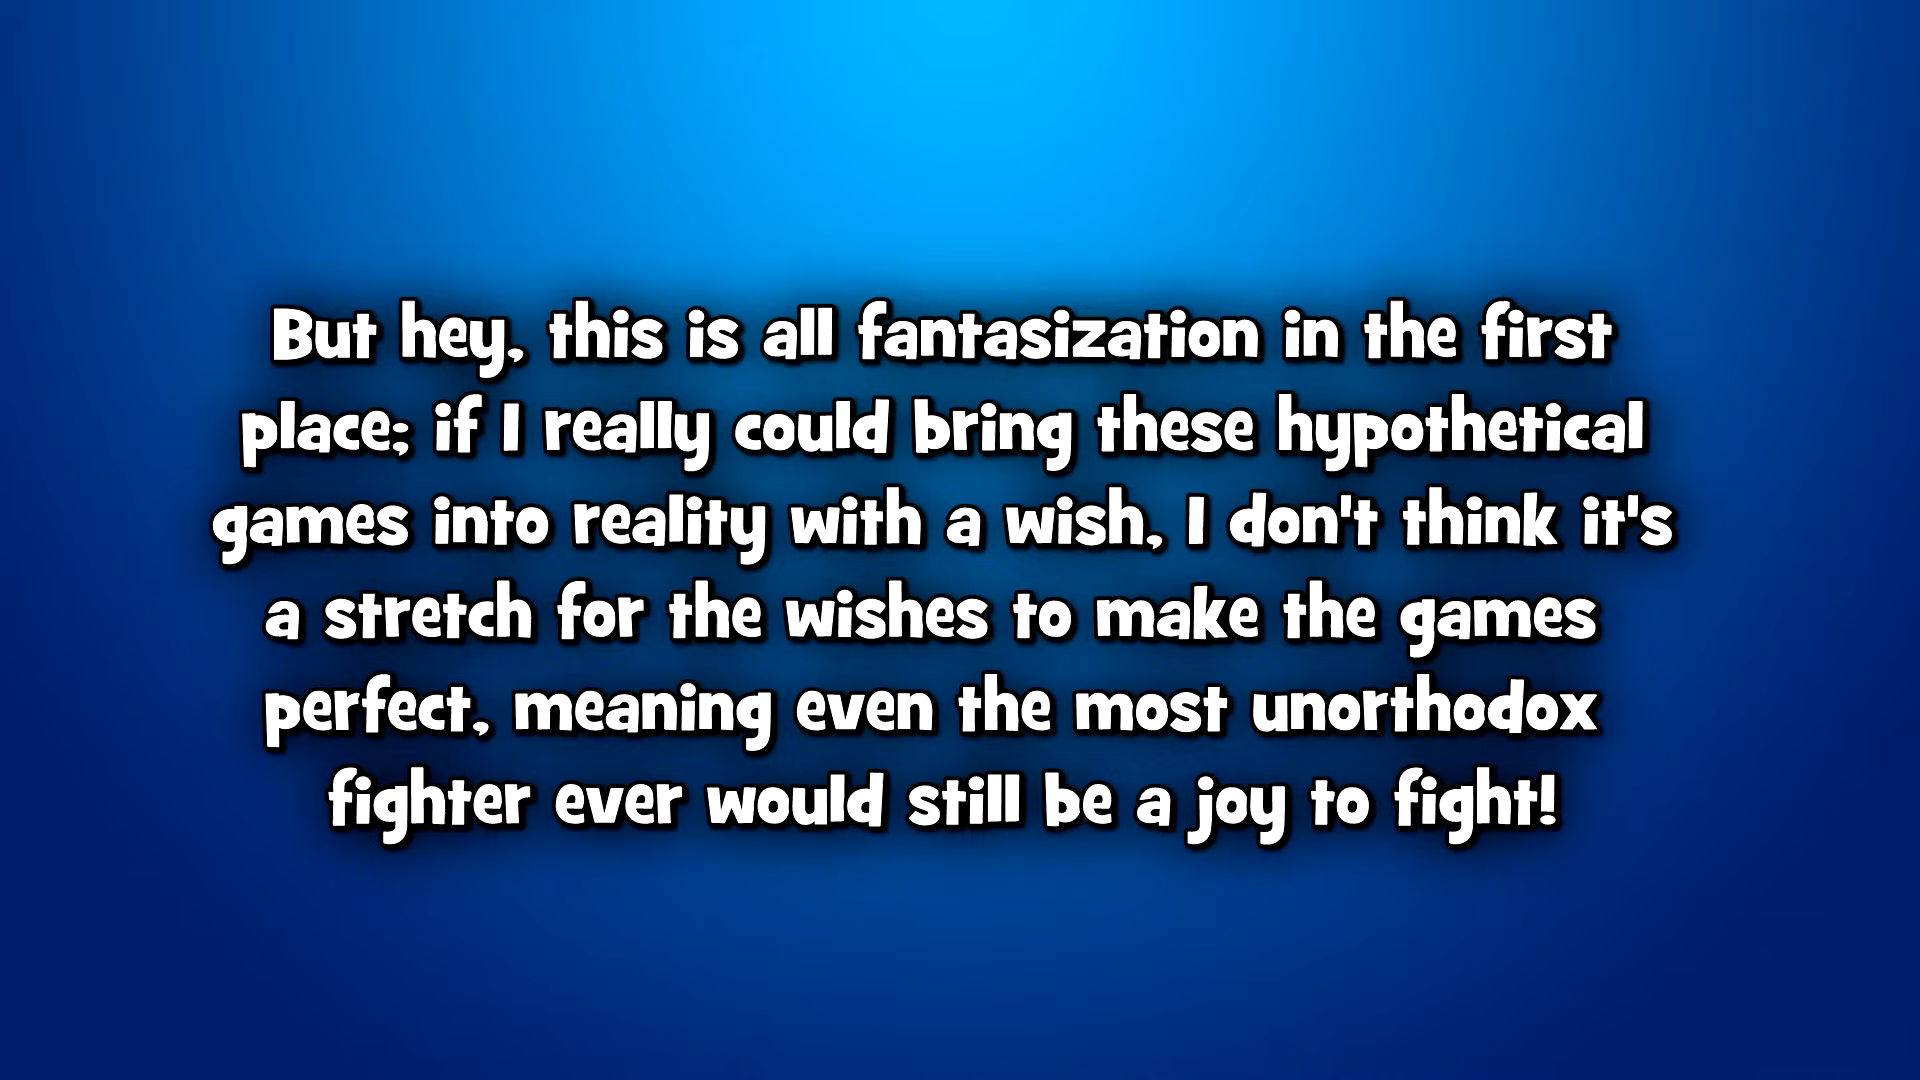 But hey, this is all fantasization in the first
place; if I really could bring these hypothetical
games into reality with a wish, I don't think it's
a stretch for the wishes to make the games
perfect, meaning even the most unorthodox
fighter ever would still be a joy to fight!